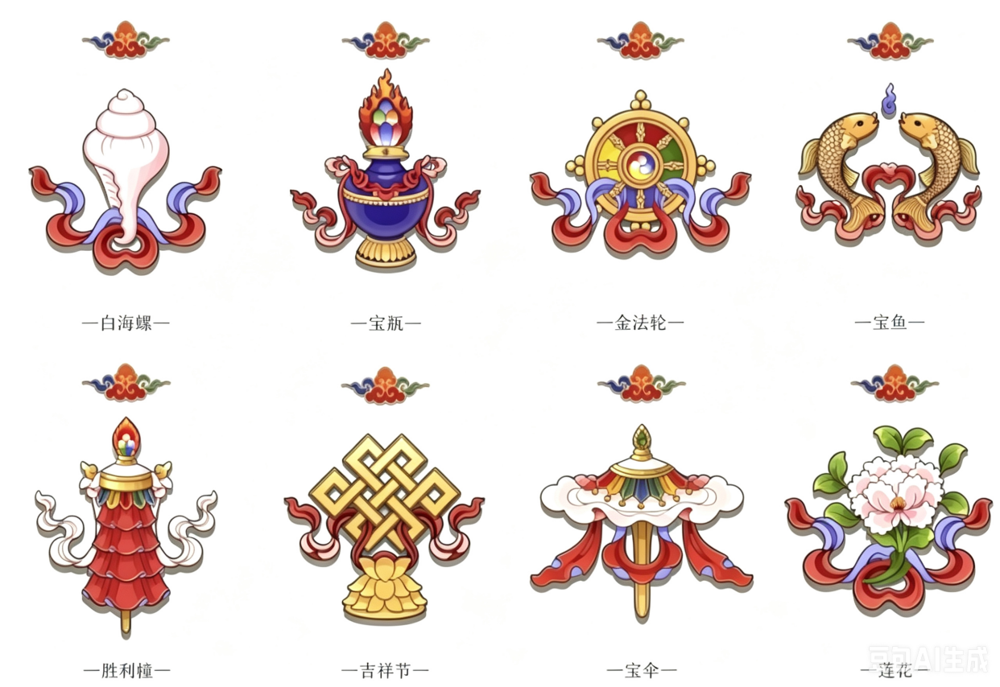 —白海螺—
—宝瓶—
—金法轮—
—宝鱼—
—胜利幢—
—吉祥节—
—宝伞—
—莲花—
豆包AI生成